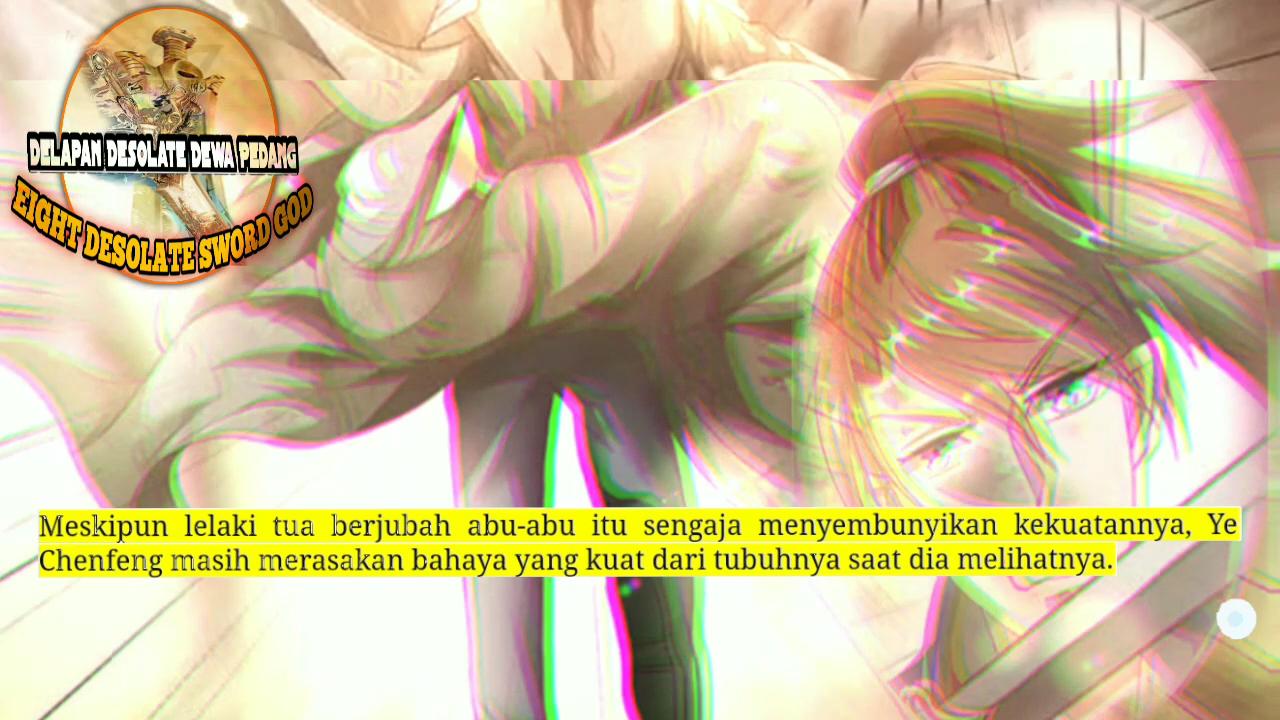 DELAPAN DESOLATE DEWA PEDANG
EIGHT DESOLATE SWORD GOD
Meskipun lelaki tua berjubah abu-abu itu sengaja menyembunyikan kekuatannya, Ye
Chenfeng masih merasakan bahaya yang kuat dari tubuhnya saat dia melihatnya.